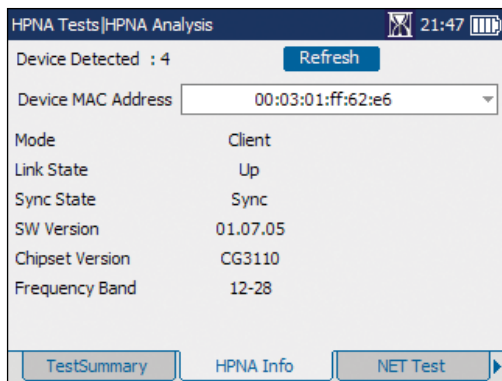 HPNA Tests|HPNA Analysis 21:47
Device Detected : 4 Refresh
Device MAC Address 00:03:01:ff:62:e6
Mode Client
Link State Up
Sync State Sync
SW Version 01.07.05
Chipset Version CG3110
Frequency Band 12-28
TestSummary HPNA Info NET Test